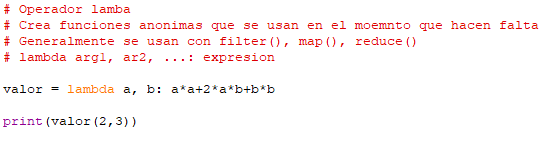 # Operador lamba
# Crea funciones anonimas que se usan en el moemnto que hacen falta
# Generalmente se usan con filter(), map(), reduce()
# lambda arg1, ar2, ...: expresion
valor = lambda a, b: a*a+2*a*b+b*b
print(valor(2,3))